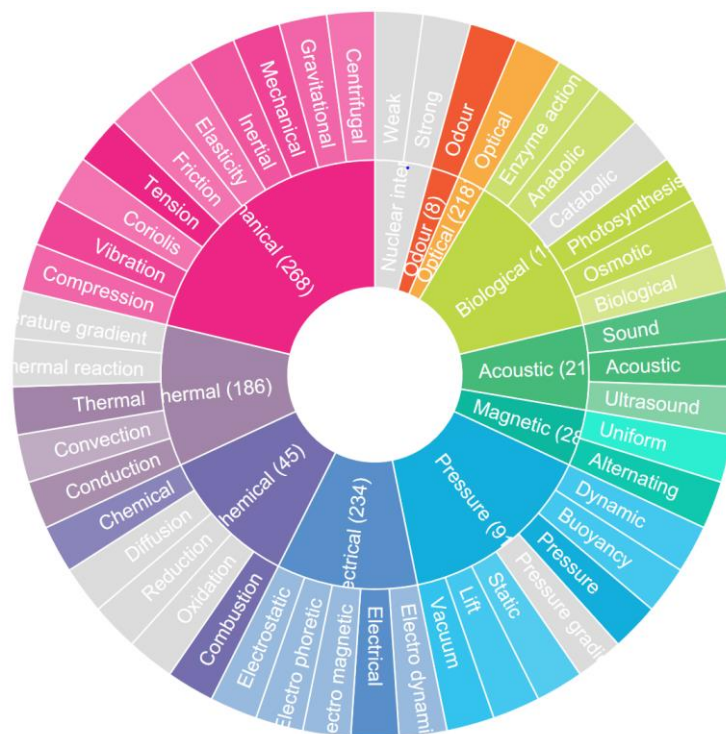 Centrifugal
Gravitational
Mechanical
Inertial
Elasticity
Friction
Tension
Coriolis
Vibration
Compression
erature gradient
hermal reaction
Thermal
Convection
Conduction
Chemical
Diffusion
Reduction
Oxidation
Combustion
Electrostatic
Electro phoretic
ectro magnetic
Electrical
Electro dynami
Vacuum
Lift
Static
Pressure gradi
Pressure
Buoyancy
Dynamic
Alternating
Uniform
Ultrasound
Acoustic
Sound
Biological
Osmotic
Photosynthesis
Catabolic
Anabolic
Enzyme action
Optical
Odour
Strong
Weak
Nuclear inter
Odour (8)
Optical (218
Biological (1
Acoustic (21
Magnetic (28
Pressure (91
ectrical (234)
hemical (45)
hermal (186)
hanical (268)